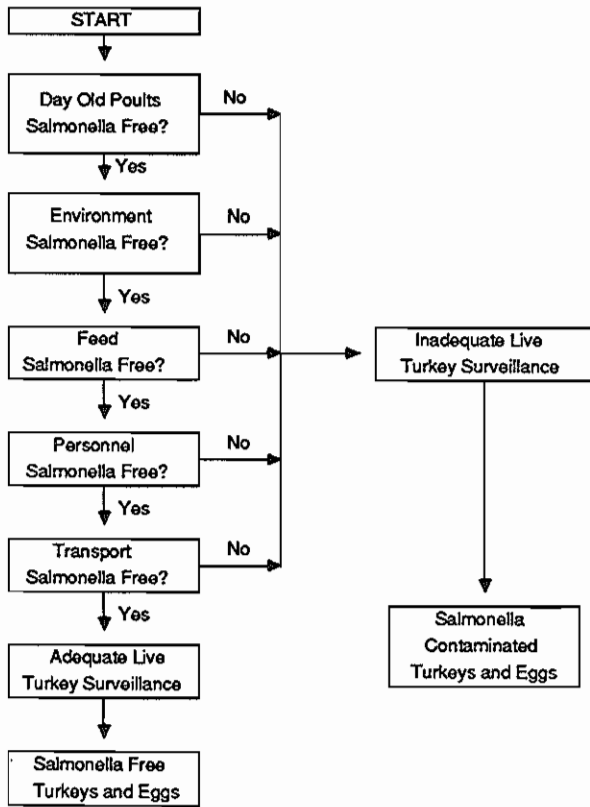 START
Day Old Poults
Salmonella Free?
No
Yes
Environment
Salmonella Free?
No
Yes
Feed
Salmonella Free?
No
Yes
Personnel
Salmonella Free?
No
Yes
Transport
Salmonella Free?
No
Yes
Adequate Live
Turkey Surveillance
Salmonella Free
Turkeys and Eggs
Inadequate Live
Turkey Surveillance
Salmonella
Contaminated
Turkeys and Eggs